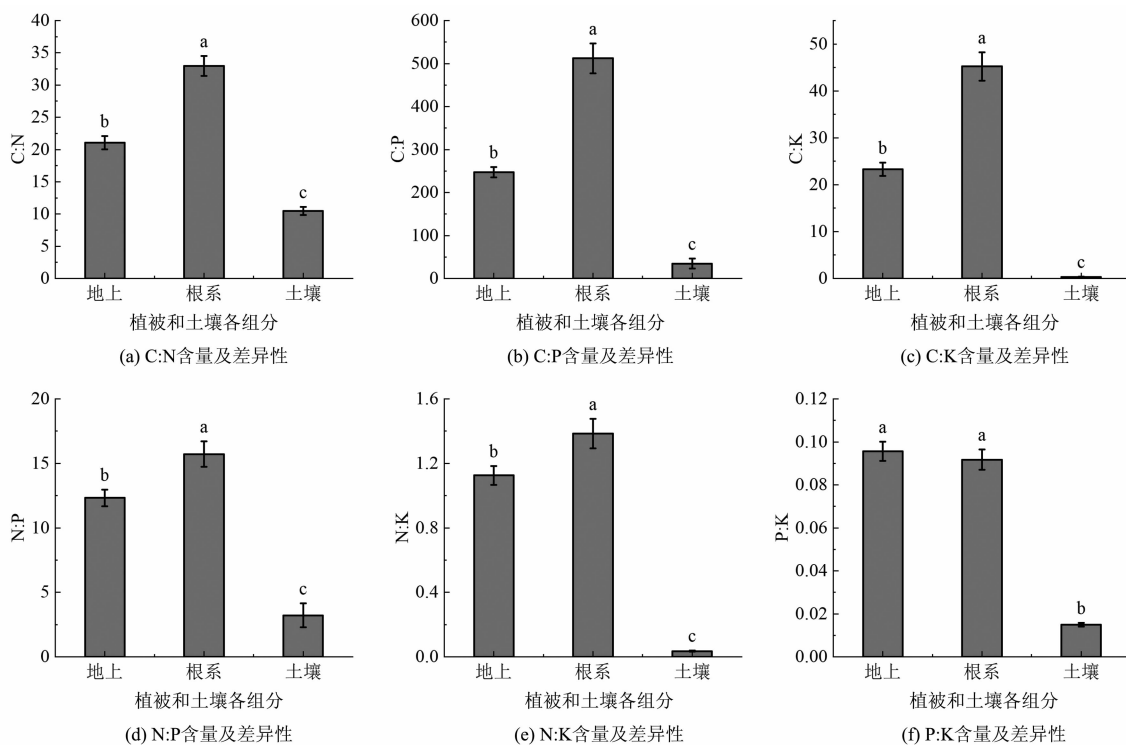 40
35
30
25
20
15
10
5
0
C:N
b
a
c
地上
根系
土壤
植被和土壤各组分
(a) C:N含量及差异性
600
500
400
300
200
100
0
C:P
b
a
c
地上
根系
土壤
植被和土壤各组分
(b) C:P含量及差异性
50
40
30
20
10
0
C:K
b
a
c
地上
根系
土壤
植被和土壤各组分
(c) C:K含量及差异性
20
15
10
5
0
N:P
b
a
c
地上
根系
土壤
植被和土壤各组分
(d) N:P含量及差异性
1.6
1.2
0.8
0.4
0.0
N:K
b
a
c
地上
根系
土壤
植被和土壤各组分
(e) N:K含量及差异性
0.12
0.10
0.08
0.06
0.04
0.02
0.00
P:K
a
a
b
地上
根系
土壤
植被和土壤各组分
(f) P:K含量及差异性